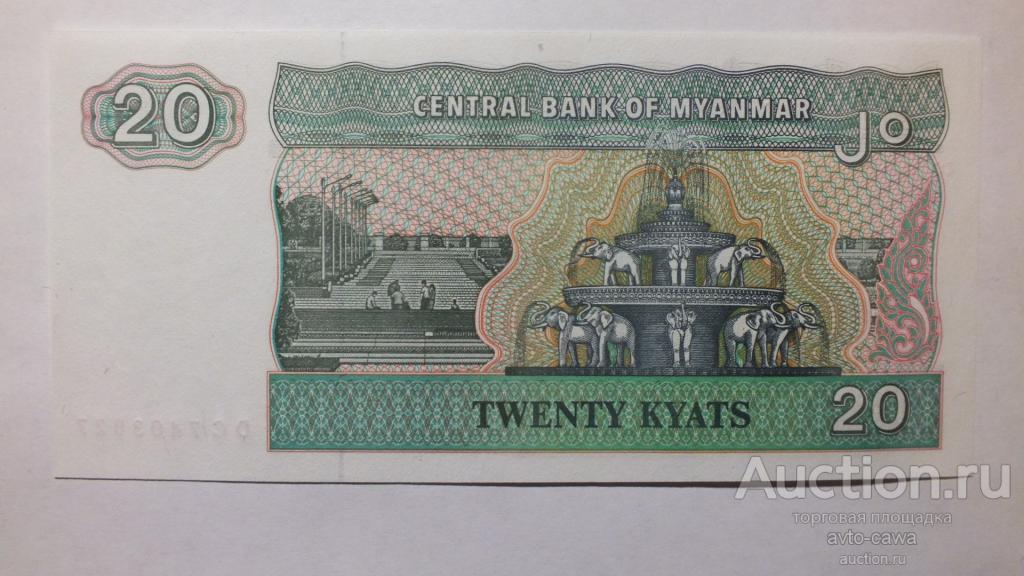 20
CENTRAL BANK OF MYANMAR
၂၀
TWENTY KYATS
20
Auction.ru
торговая площадка
avto-cawa
auction.ru